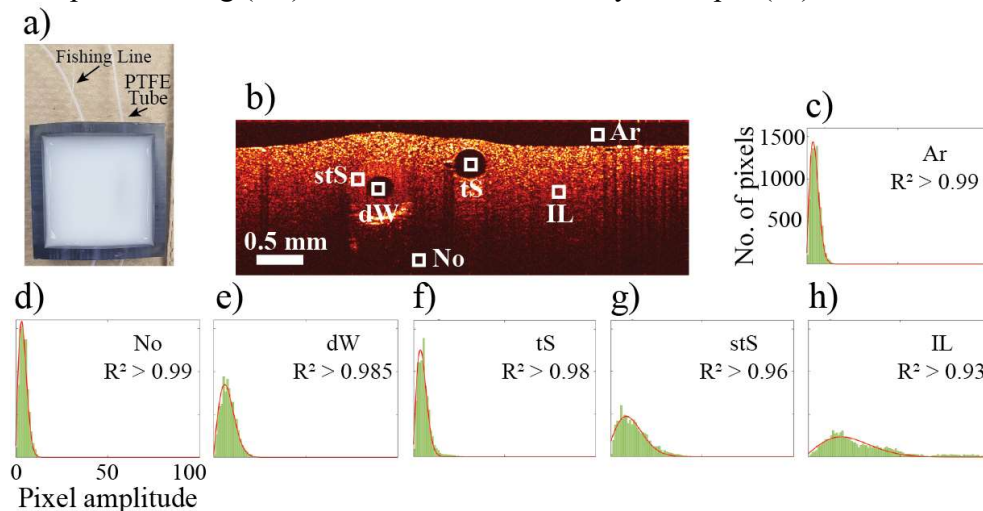 a)
Fishing Line
PTFE
Tube
b)
Ar
stS
tS
dW
IL
No
0.5 mm
c)
No. of pixels
1500
1000
500
Ar
R² > 0.99
d)
No
R² > 0.99
e)
dW
R² > 0.985
f)
tS
R² > 0.98
g)
stS
R² > 0.96
h)
IL
R² > 0.93
0 50 100
Pixel amplitude